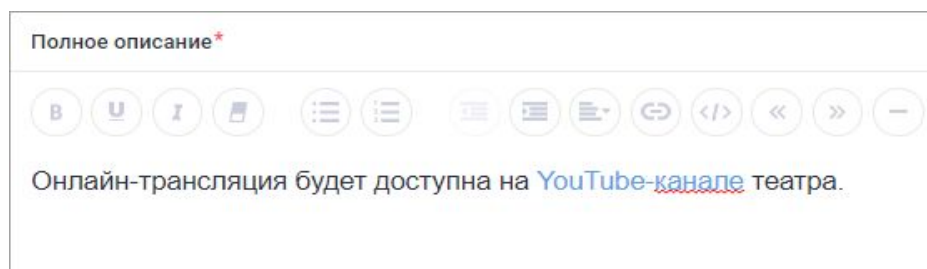 Полное описание*
B U I </> « » —
Онлайн-трансляция будет доступна на YouTube-канале театра.